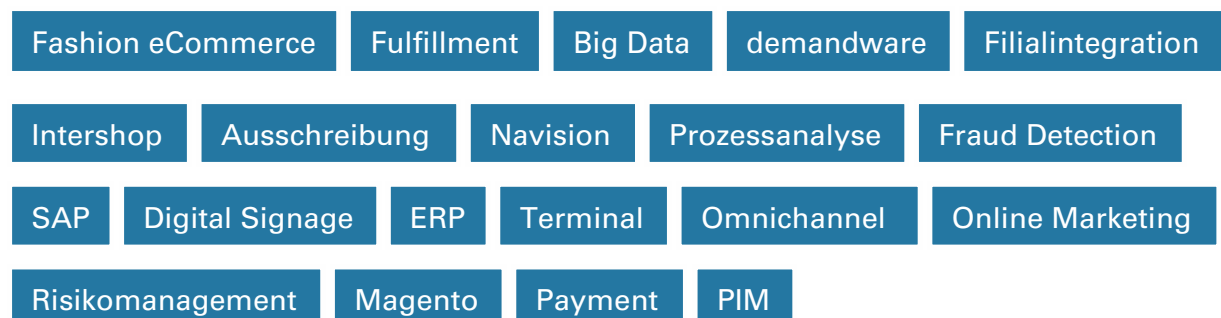 Fashion eCommerce Fulfillment Big Data demandware Filialintegration
Intershop Ausschreibung Navision Prozessanalyse Fraud Detection
SAP Digital Signage ERP Terminal Omnichannel Online Marketing
Risikomanagement Magento Payment PIM